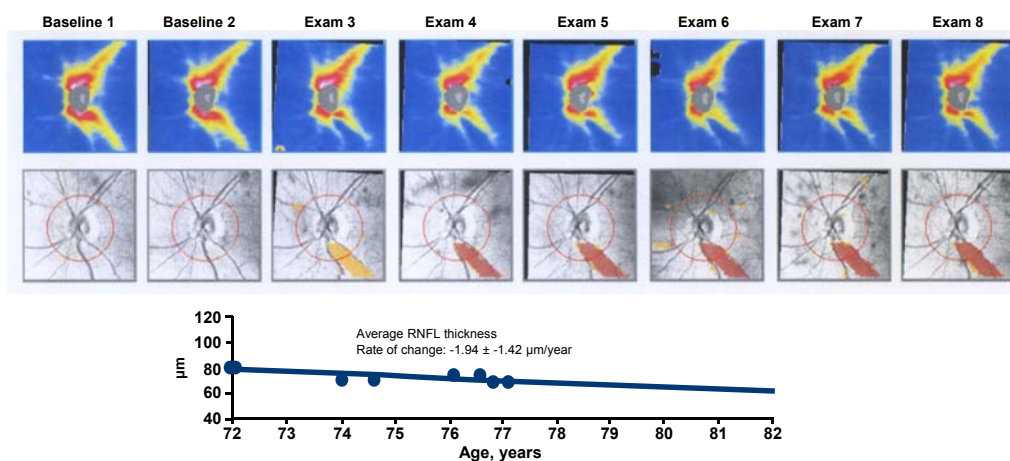 Baseline 1 Baseline 2 Exam 3 Exam 4 Exam 5 Exam 6 Exam 7 Exam 8
120
100
80
60
40
µm
Average RNFL thickness
Rate of change: -1.94 ± -1.42 µm/year
72 73 74 75 76 77 78 79 80 81 82
Age, years